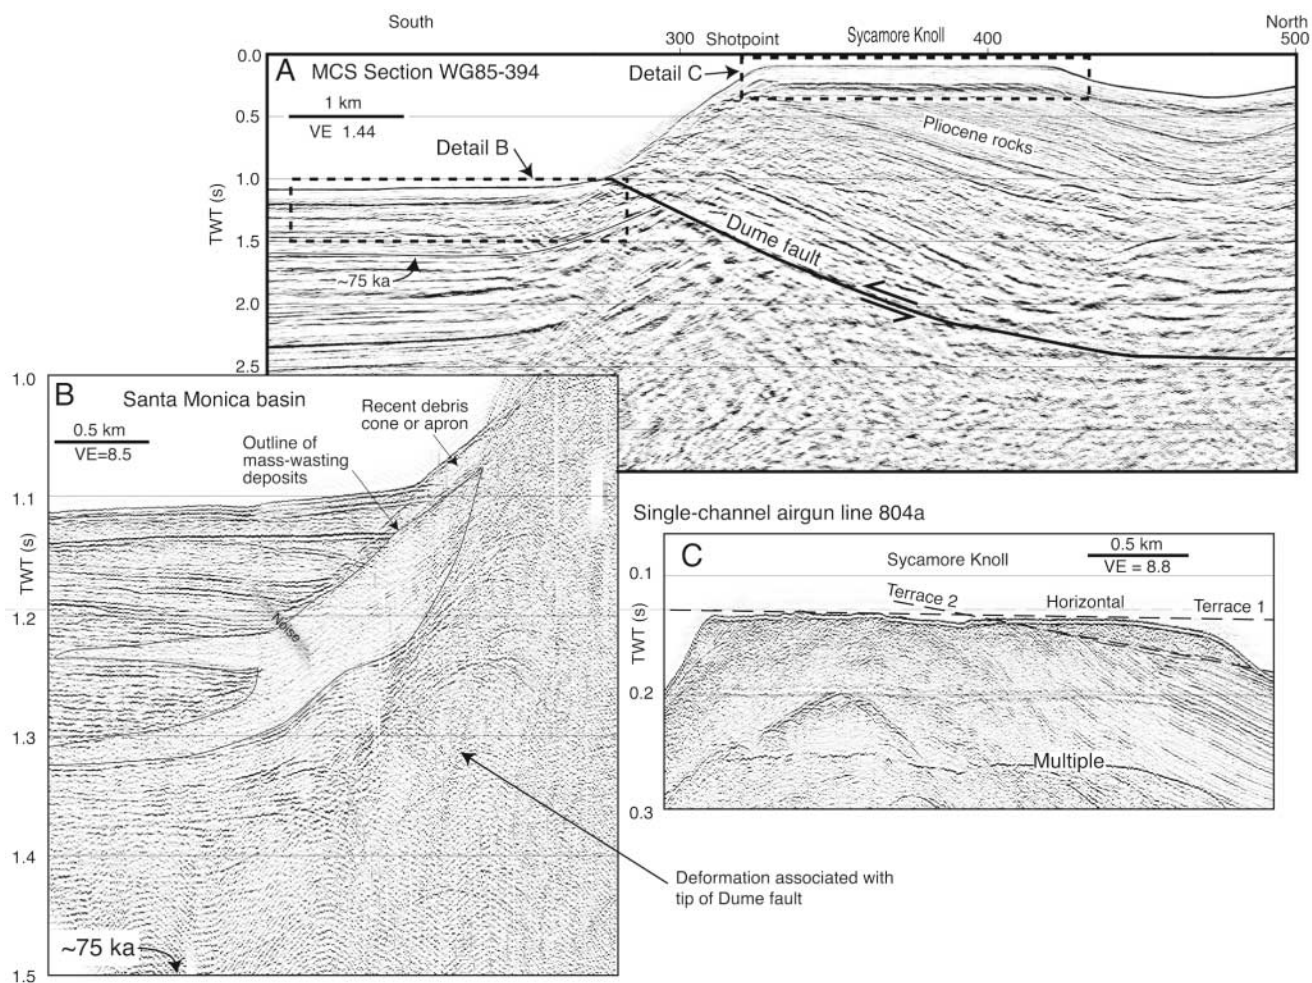 South
North
300
Shotpoint
Sycamore Knoll
400
500
0.0
A
MCS Section WG85-394
Detail C
1 km
VE 1.44
0.5
Pliocene rocks
Detail B
1.0
TWT (s)
Dume fault
1.5
~75 ka
2.0
2.5
1.0
B
Santa Monica basin
Recent debris
cone or apron
0.5 km
VE=8.5
Outline of
mass-wasting
deposits
1.1
TWT (s)
1.2
Noise
1.3
1.4
~75 ka
1.5
Single-channel airgun line 804a
C
Sycamore Knoll
0.5 km
VE = 8.8
0.1
Terrace 2
Horizontal
Terrace 1
TWT (s)
0.2
Multiple
0.3
Deformation associated with
tip of Dume fault